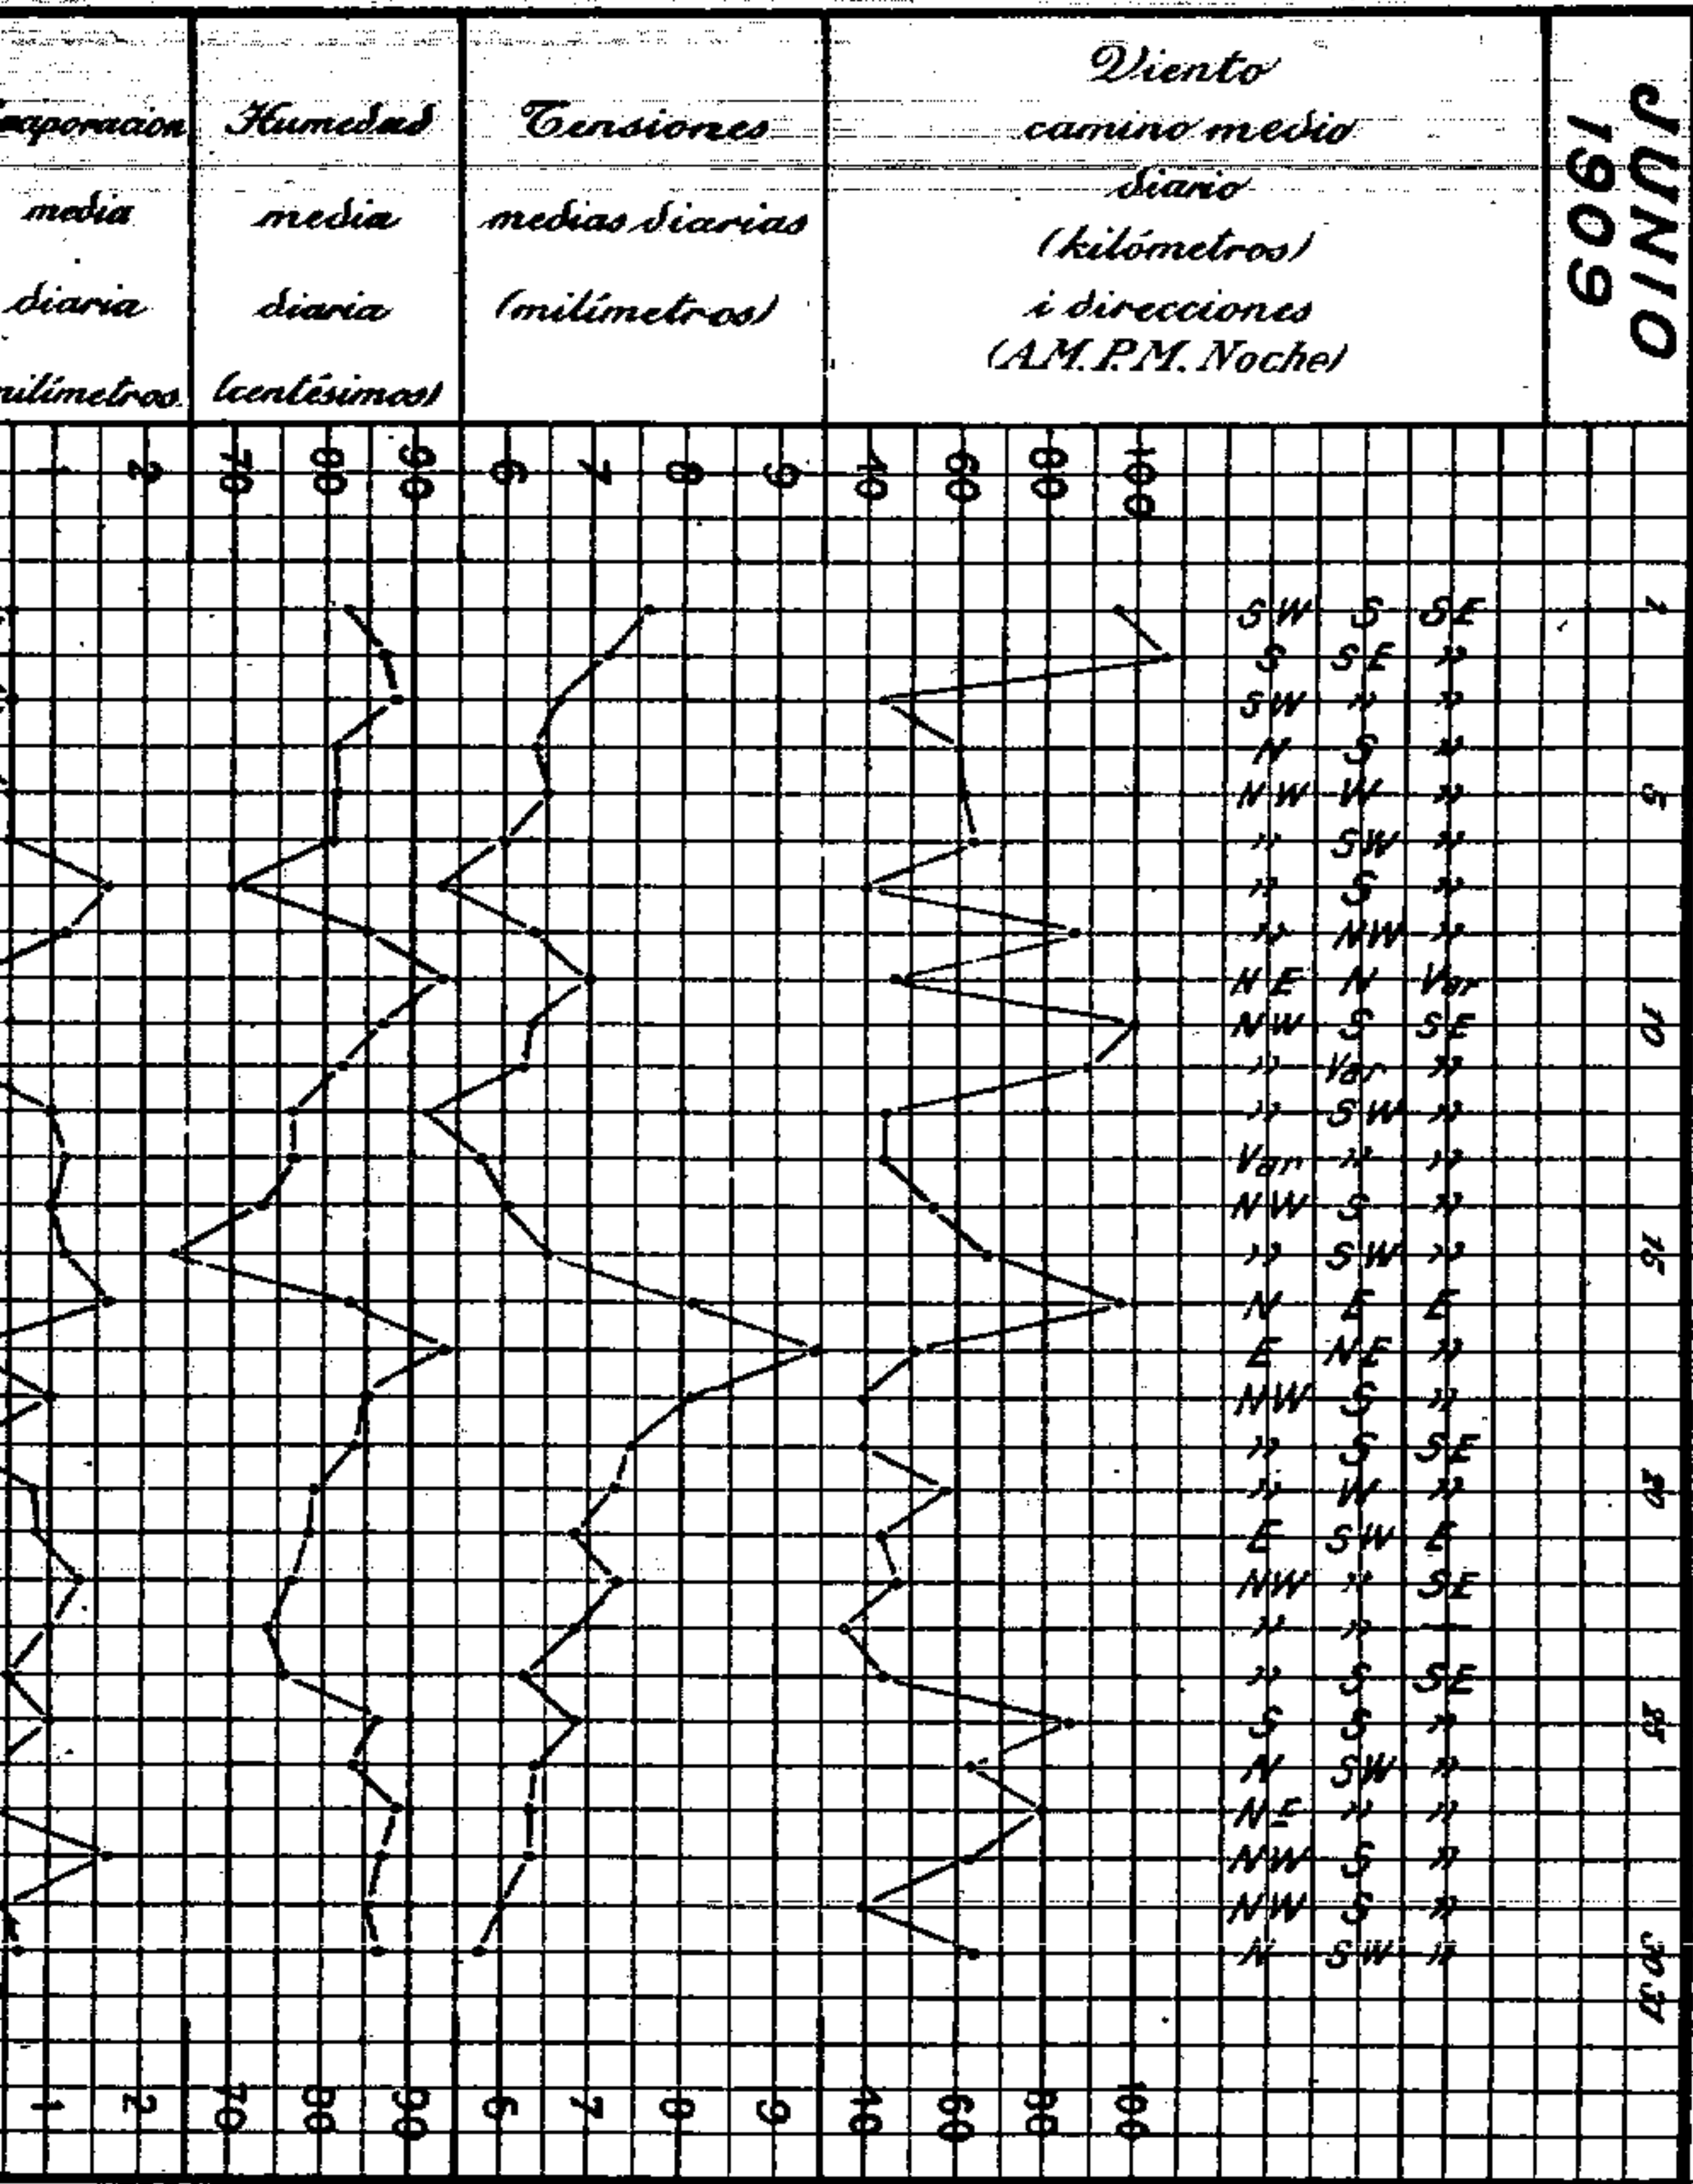 JUNIO
1909
aporacion
media
diaria
milímetros
Humedad
media
diaria
(centésimos)
Tensiones
medias diarias
(milímetros)
Viento
camino medio
diario
(kilómetros)
i direcciones
(A.M. P.M. Noche)
1 2 70 80 90 6 7 8 9 40 60 80 100
SW S SE 1
S SE »
SW » »
N S »
NW W » 5
» SW »
» S »
» NW »
NE N Var
NW S SE 10
» Var »
» SW »
Var » »
NW S »
» SW » 15
N E E
E NE »
NW S »
» S SE
» W » 20
E SW E
NW » SE
» » —
» S SE
S S » 25
N SW »
NE » »
NW S »
NW S »
N SW » 30
31
1 2 70 80 90 6 7 8 9 40 60 80 100